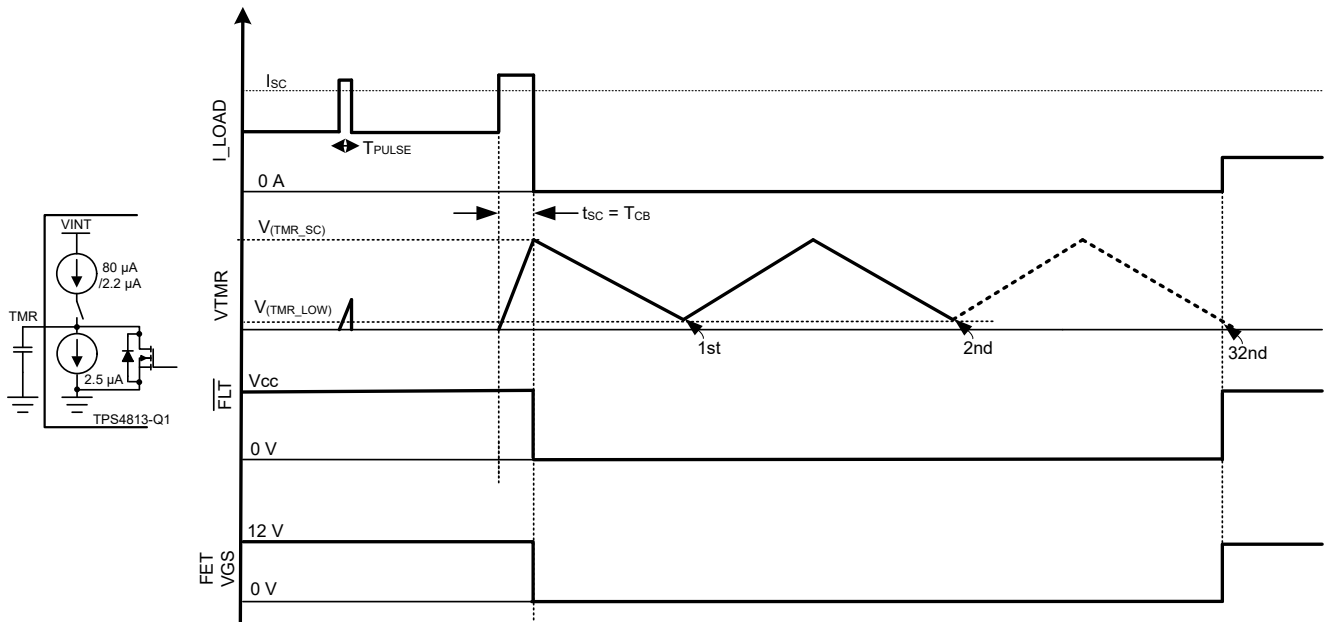 I_LOAD
ISC
TPULSE
0 A
tSC = TCB
VINT
80 µA
/2.2 µA
TMR
2.5 µA
TPS4813-Q1
VTMR
V(TMR_SC)
V(TMR_LOW)
1st
2nd
32nd
FLT
Vcc
0 V
FET
VGS
12 V
0 V